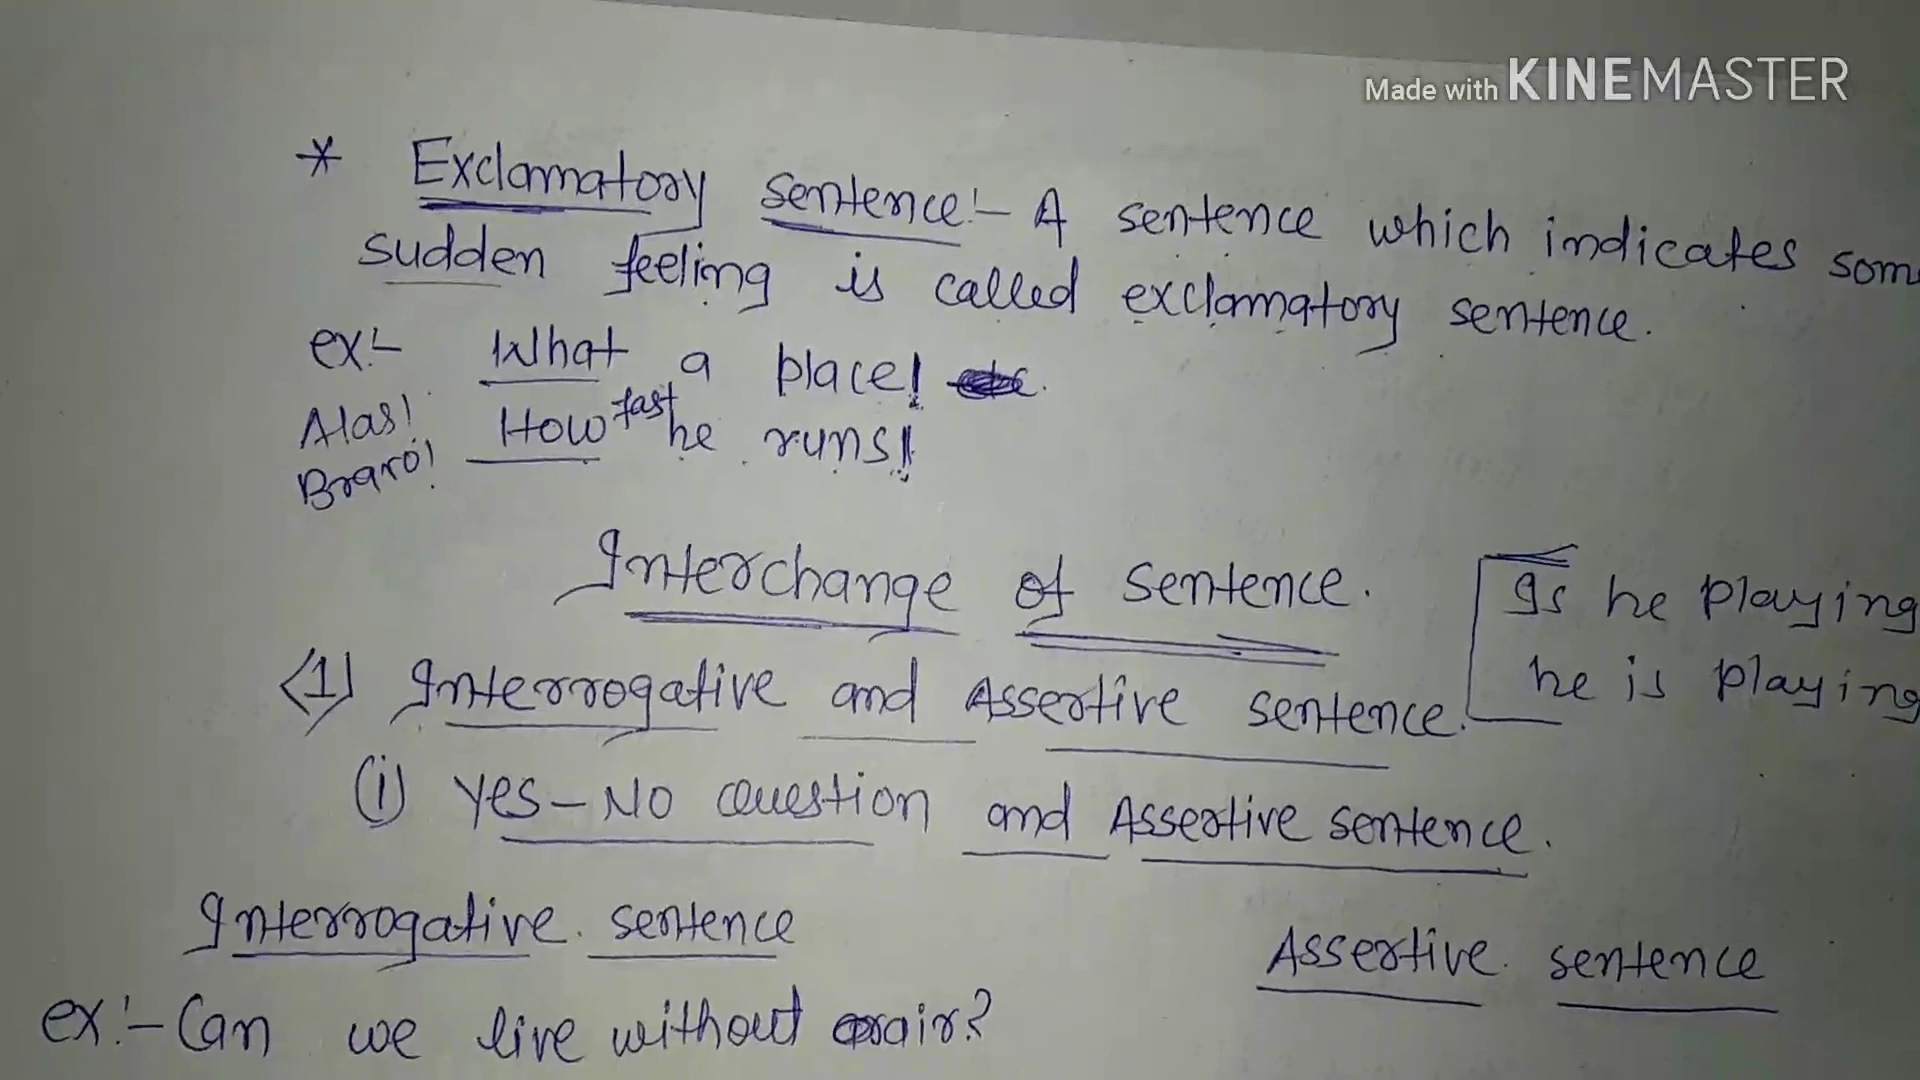 Made with KINEMASTER
* Exclamatory sentence:- A sentence which indicates some
sudden feeling is called exclamatory sentence.
ex:- What a place!
Alas! How fast he runs!
Bravo!
Interchange of sentence.
Is he playing
he is playing
(1) Interrogative and Assertive sentence.
(i) Yes-No Question and Assertive sentence.
Interrogative sentence
Assertive sentence
ex:- Can we live without air?